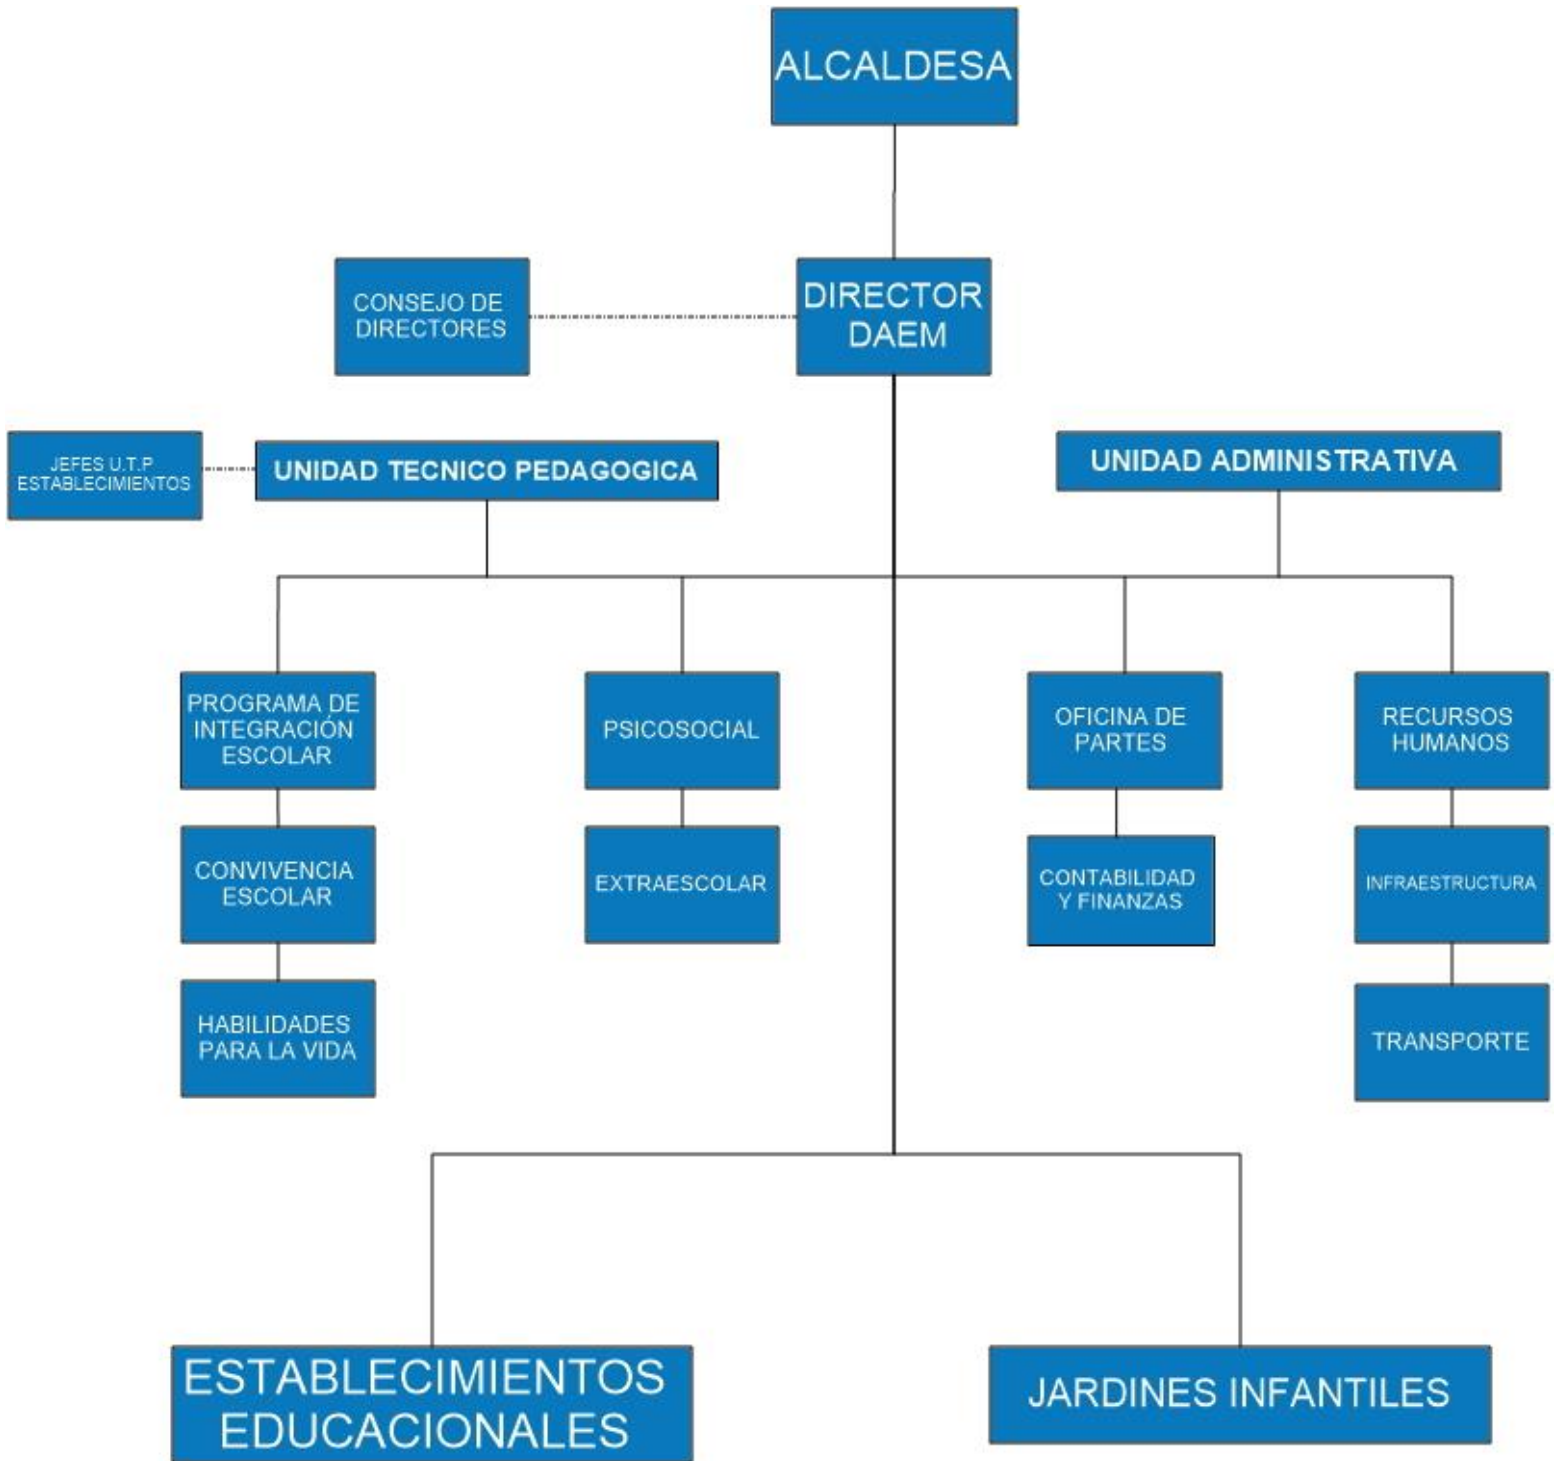 ALCALDESA
DIRECTOR
DAEM
CONSEJO DE
DIRECTORES
JEFES U.T.P
ESTABLECIMIENTOS
UNIDAD TECNICO PEDAGOGICA
UNIDAD ADMINISTRATIVA
PROGRAMA DE
INTEGRACIÓN
ESCOLAR
PSICOSOCIAL
OFICINA DE
PARTES
RECURSOS
HUMANOS
CONVIVENCIA
ESCOLAR
EXTRAESCOLAR
CONTABILIDAD
Y FINANZAS
INFRAESTRUCTURA
HABILIDADES
PARA LA VIDA
TRANSPORTE
ESTABLECIMIENTOS
EDUCACIONALES
JARDINES INFANTILES